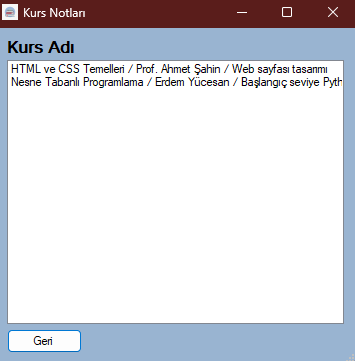 Kurs Notları
Kurs Adı
HTML ve CSS Temelleri / Prof. Ahmet Şahin / Web sayfası tasarımı
Nesne Tabanlı Programlama / Erdem Yücesan / Başlangıç seviye Pyth
Geri